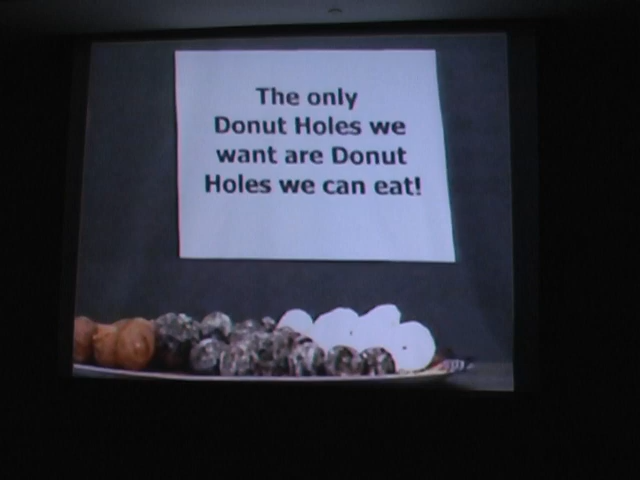 The only
Donut Holes we
want are Donut
Holes we can eat!